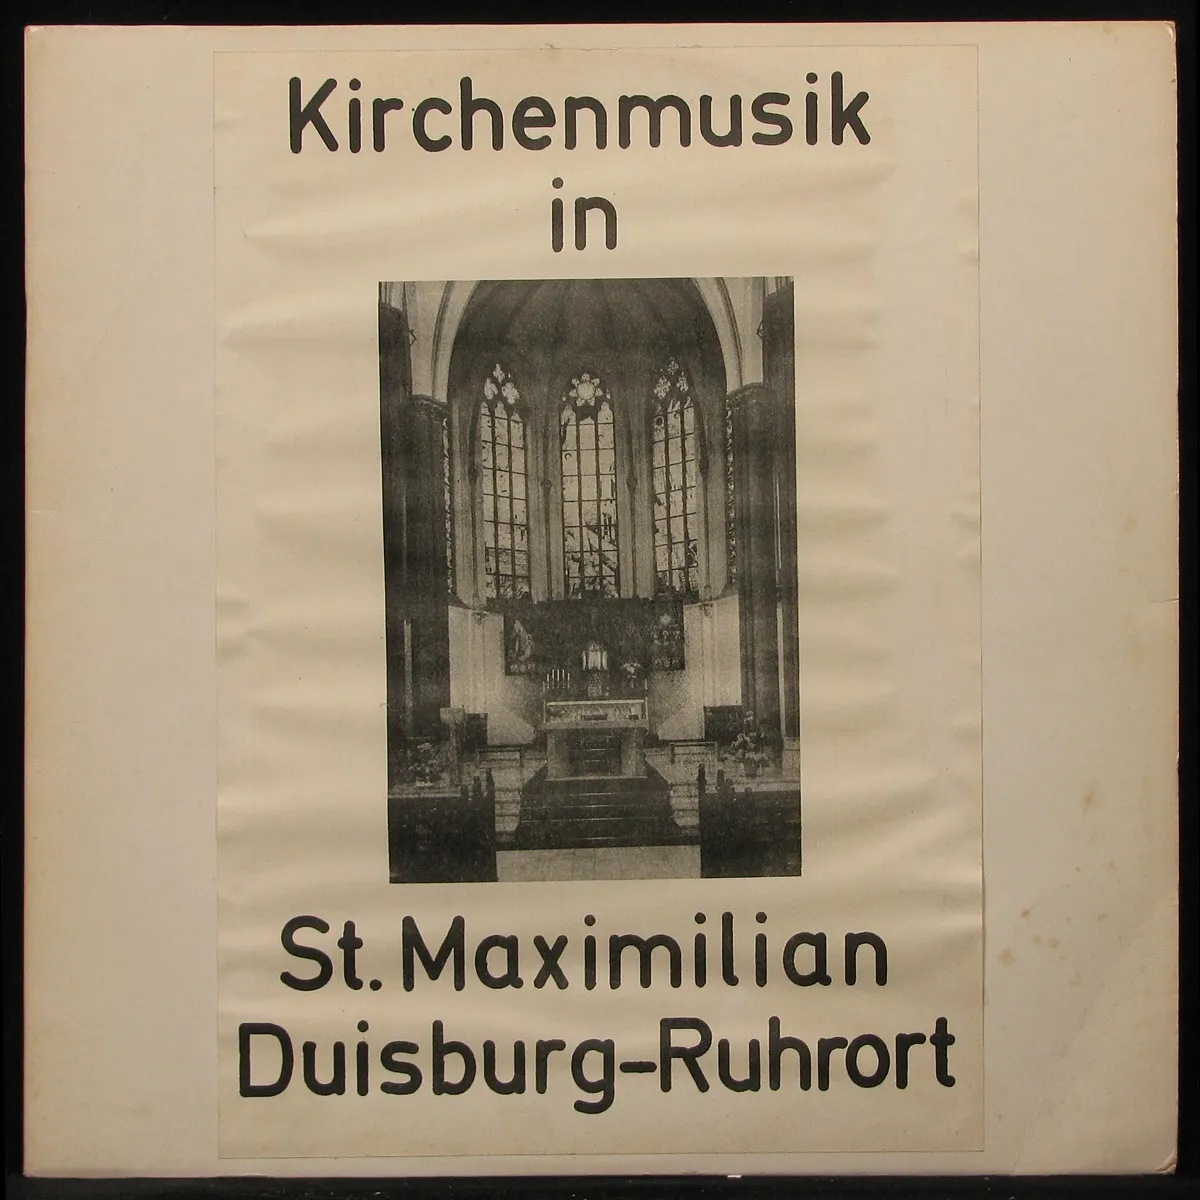 Kirchenmusik
in
St. Maximilian
Duisburg-Ruhrort